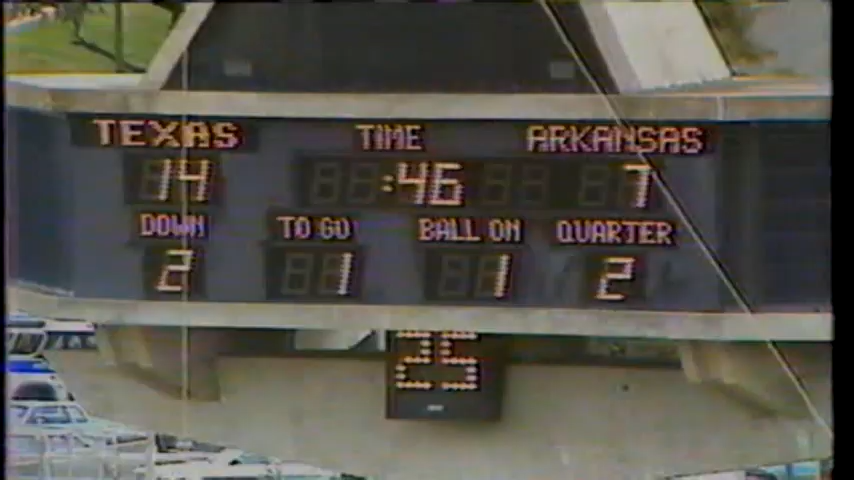 TEXAS TIME ARKANSAS
14 :46 7
DOWN TO GO BALL ON QUARTER
2 1 1 2
25